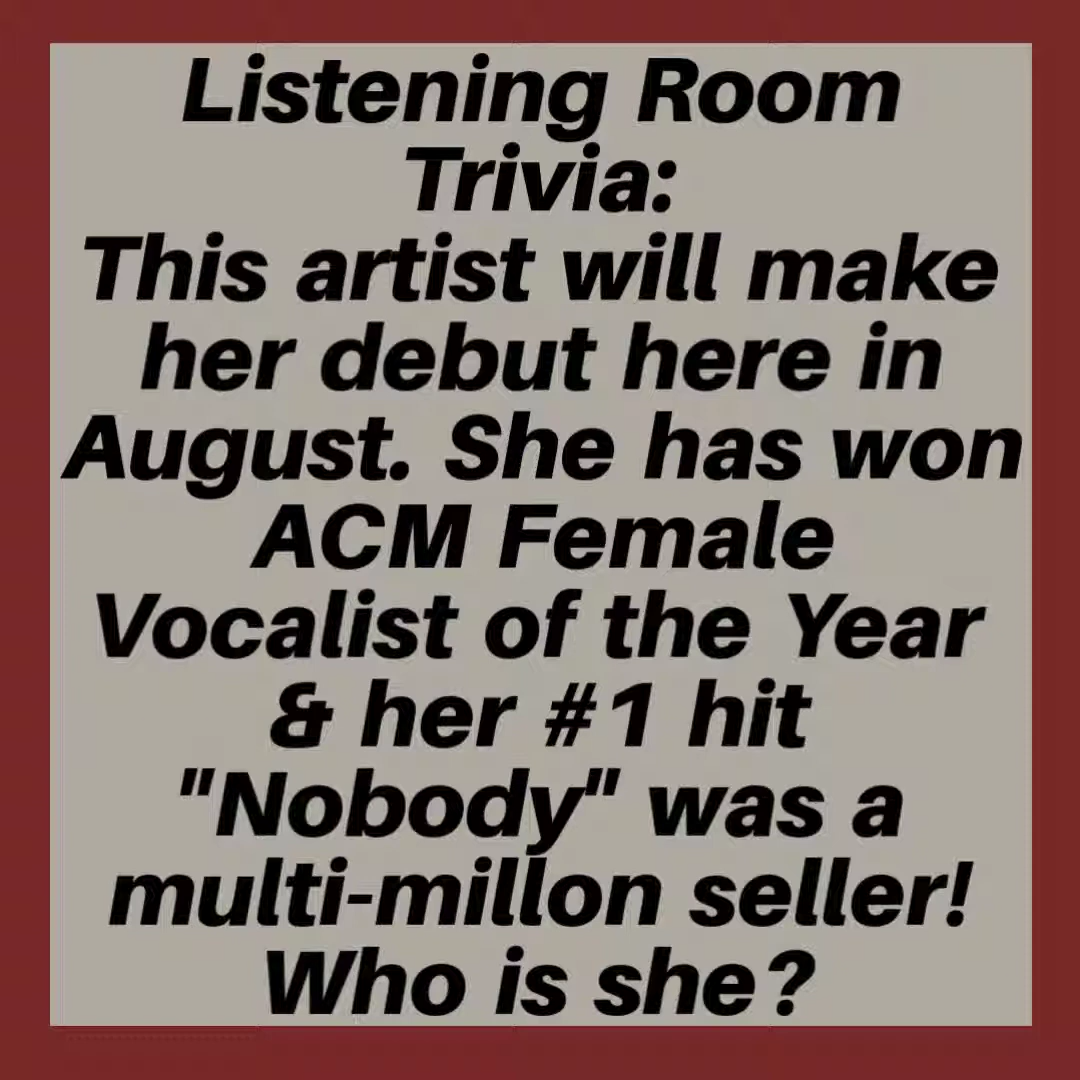 Listening Room
Trivia:
This artist will make
her debut here in
August. She has won
ACM Female
Vocalist of the Year
& her #1 hit
"Nobody" was a
multi-millon seller!
Who is she?